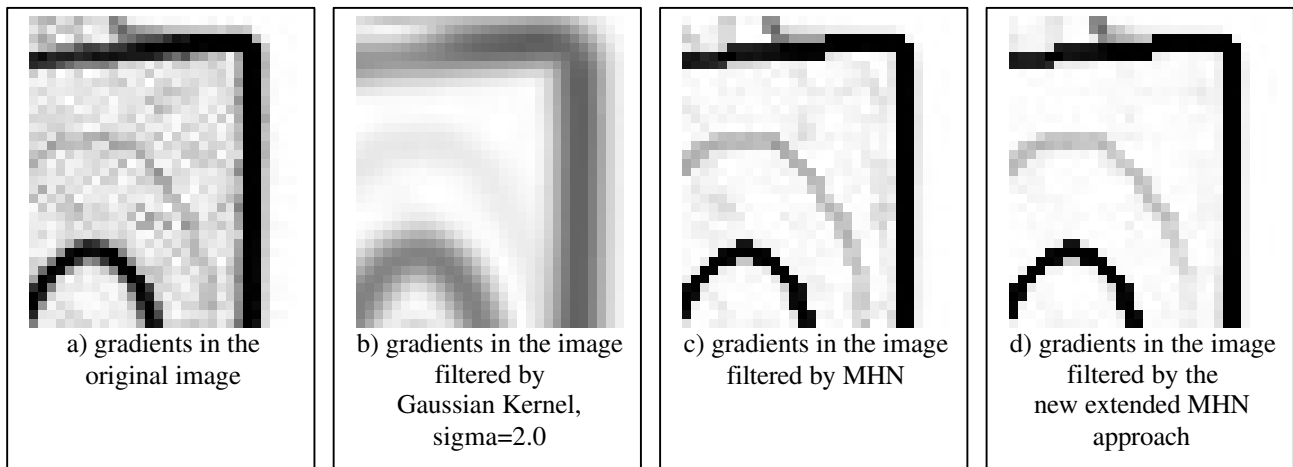 a) gradients in the
original image
b) gradients in the image
filtered by
Gaussian Kernel,
sigma=2.0
c) gradients in the image
filtered by MHN
d) gradients in the image
filtered by the
new extended MHN
approach